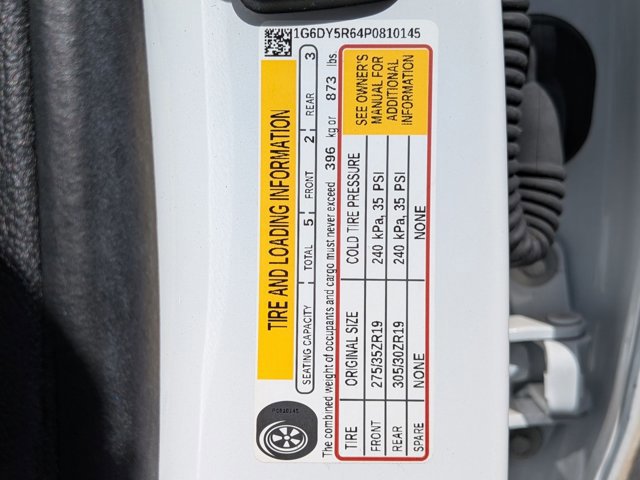 1G6DY5R64P0810145
TIRE AND LOADING INFORMATION
SEATING CAPACITY TOTAL 5 FRONT 2 REAR 3
The combined weight of occupants and cargo must never exceed 396 kg or 873 lbs.
TIRE ORIGINAL SIZE COLD TIRE PRESSURE
FRONT 275/35ZR19 240 kPa, 35 PSI
REAR 305/30ZR19 240 kPa, 35 PSI
SPARE NONE NONE
SEE OWNER'S
MANUAL FOR
ADDITIONAL
INFORMATION
P0810145